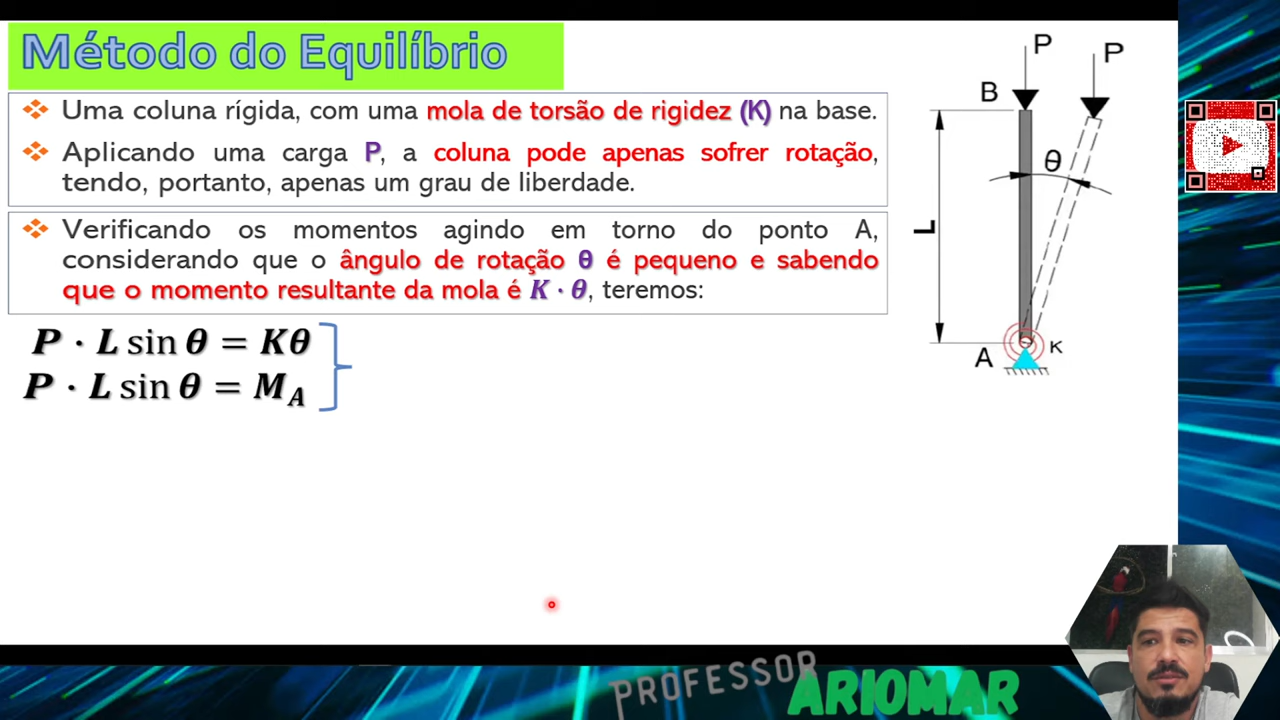 Método do Equilíbrio
Uma coluna rígida, com uma mola de torsão de rigidez (K) na base.
Aplicando uma carga P, a coluna pode apenas sofrer rotação,
tendo, portanto, apenas um grau de liberdade.
Verificando os momentos agindo em torno do ponto A,
considerando que o ângulo de rotação θ é pequeno e sabendo
que o momento resultante da mola é K · θ, teremos:
P · L sin θ = Kθ
P · L sin θ = M_A
P
P
B
θ
L
A
K
PROFESSOR
ARIOMAR